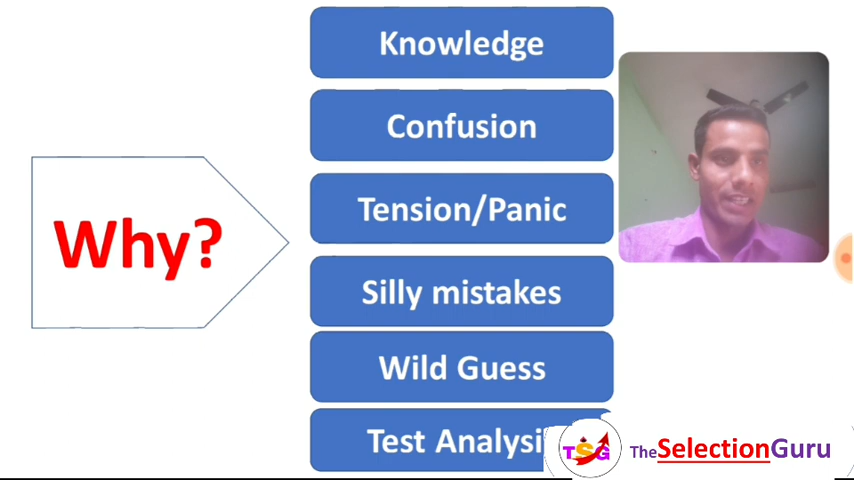 Why?
Knowledge
Confusion
Tension/Panic
Silly mistakes
Wild Guess
Test Analysi
TSG
TheSelectionGuru